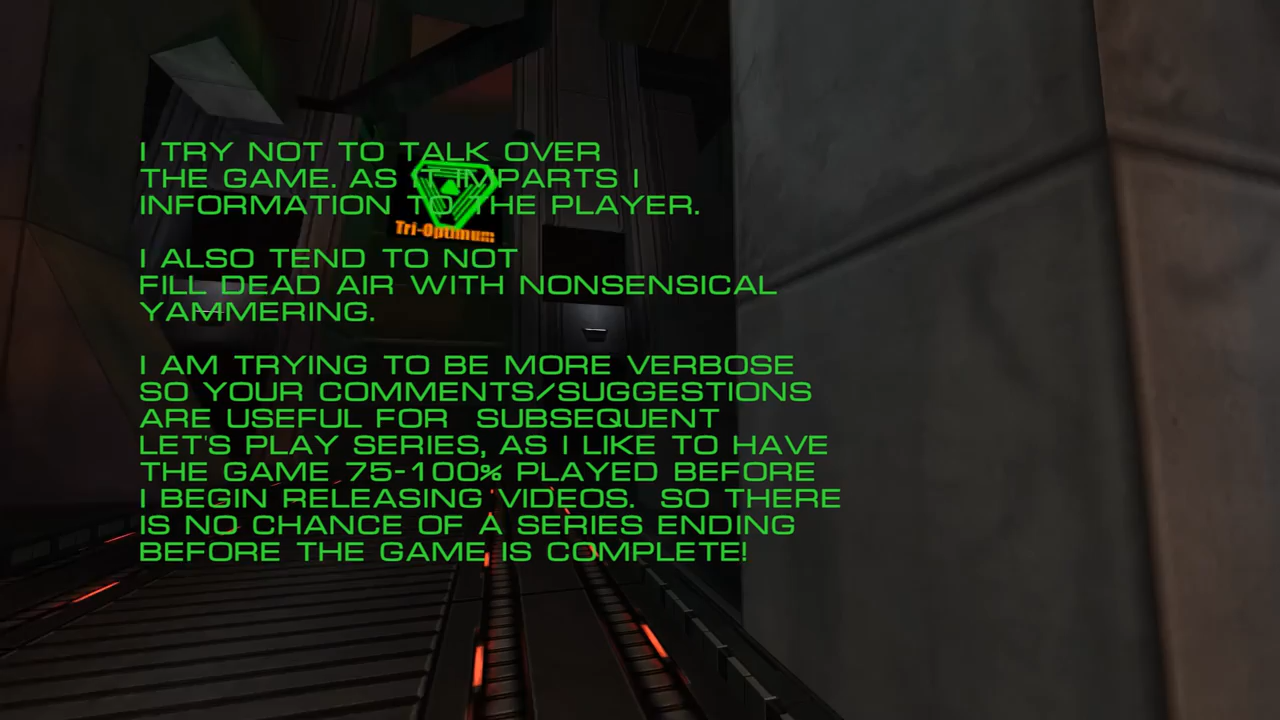 I TRY NOT TO TALK OVER
THE GAME. AS IT IMPARTS I
INFORMATION TO THE PLAYER.
Tri-Optimum
I ALSO TEND TO NOT
FILL DEAD AIR WITH NONSENSICAL
YAMMERING.
I AM TRYING TO BE MORE VERBOSE
SO YOUR COMMENTS/SUGGESTIONS
ARE USEFUL FOR  SUBSEQUENT
LET'S PLAY SERIES, AS I LIKE TO HAVE
THE GAME 75-100% PLAYED BEFORE
I BEGIN RELEASING VIDEOS.  SO THERE
IS NO CHANCE OF A SERIES ENDING
BEFORE THE GAME IS COMPLETE!